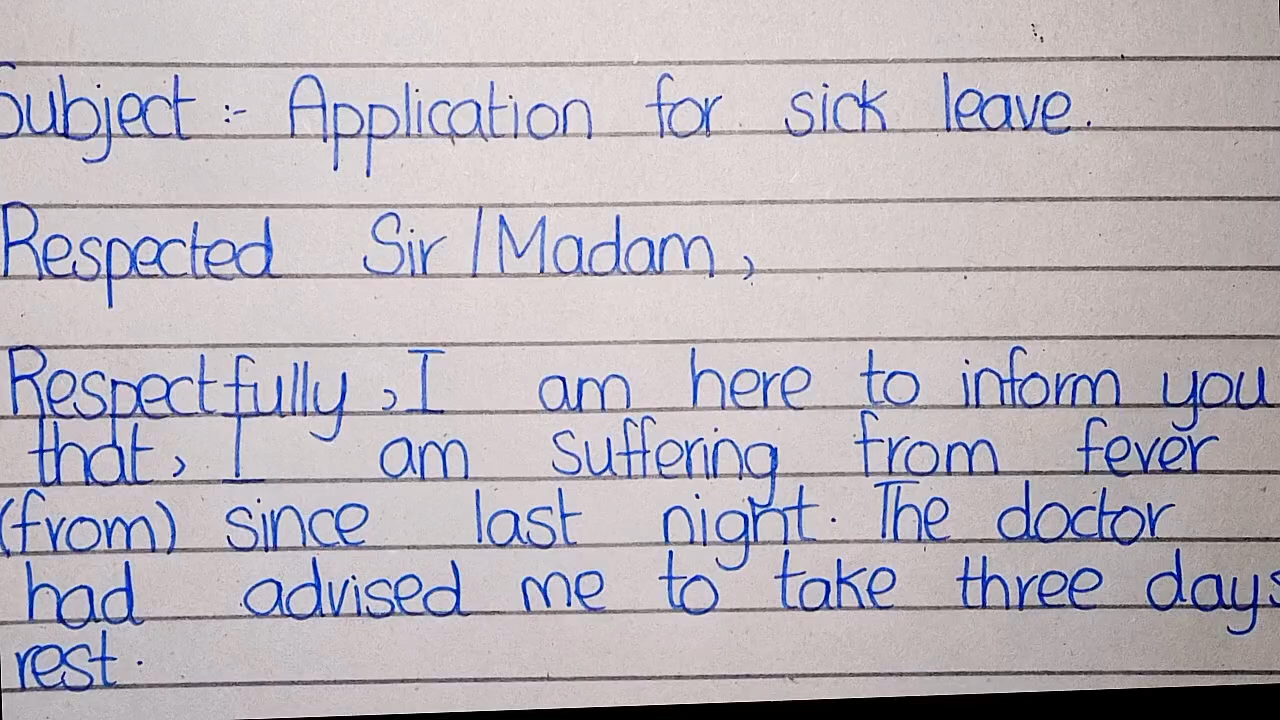 Subject :- Application for sick leave.
Respected Sir/Madam,
Respectfully, I am here to inform you
that, I am suffering from fever
(from) since last night. The doctor
had advised me to take three days
rest.